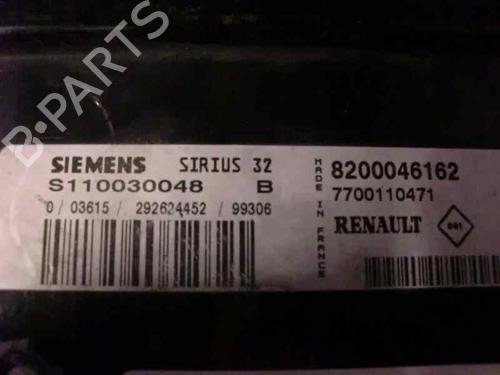 B-PARTS
SIEMENS SIRIUS 32
S110030048 B
0 / 03615 / 292624452 / 99306
MADE IN FRANCE
8200046162
7700110471
RENAULT